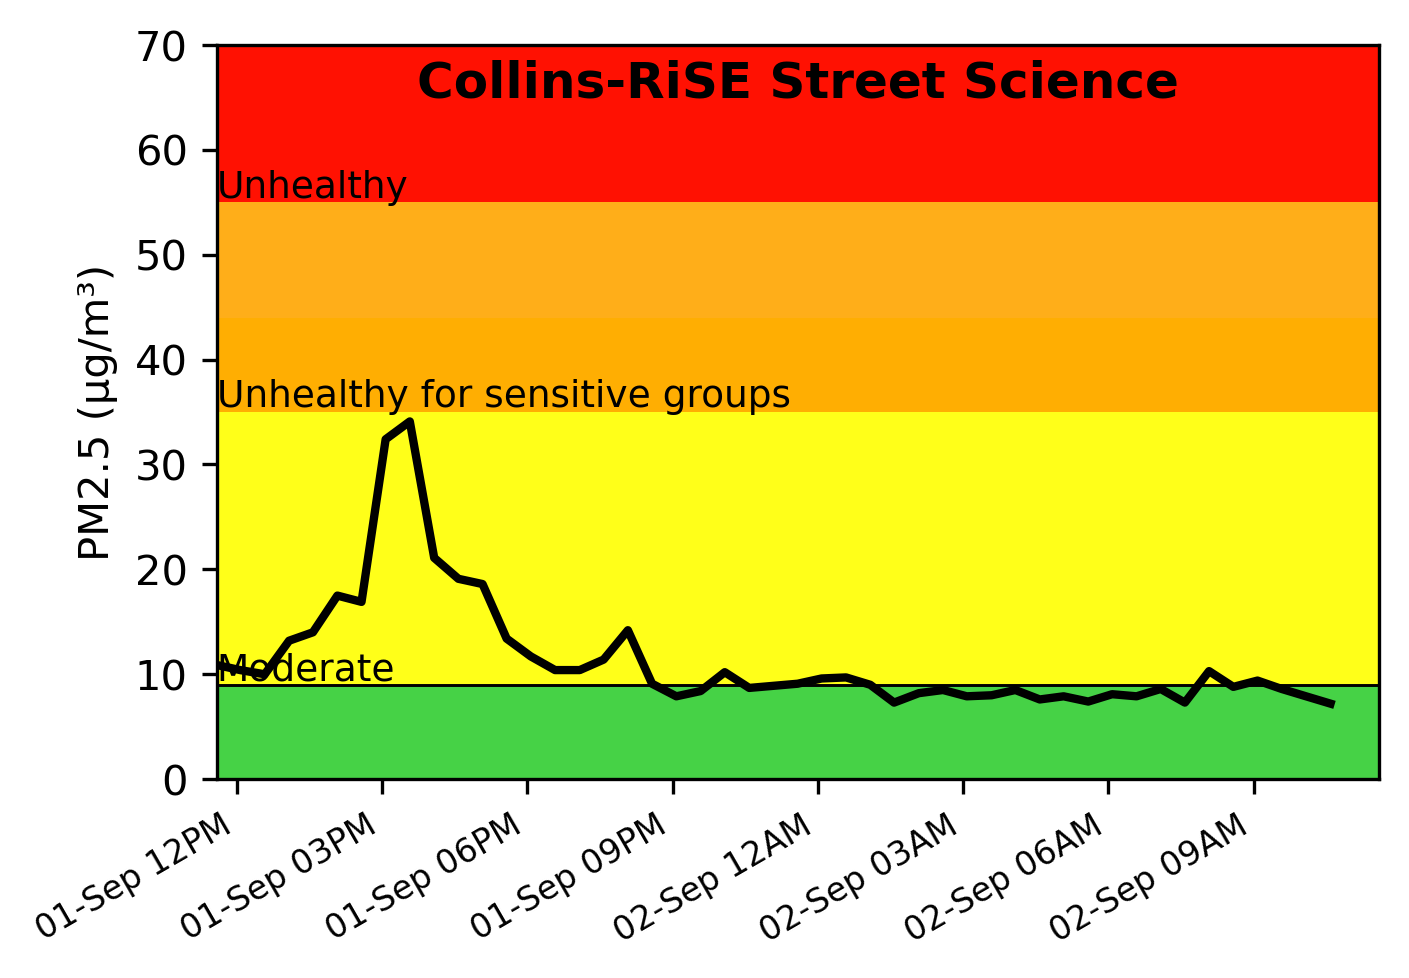 Collins-RiSE Street Science
70
60
Unhealthy
50
40
Unhealthy for sensitive groups
30
20
Moderate
10
0
PM2.5 (µg/m³)
01-Sep 12PM
01-Sep 03PM
01-Sep 06PM
01-Sep 09PM
02-Sep 12AM
02-Sep 03AM
02-Sep 06AM
02-Sep 09AM